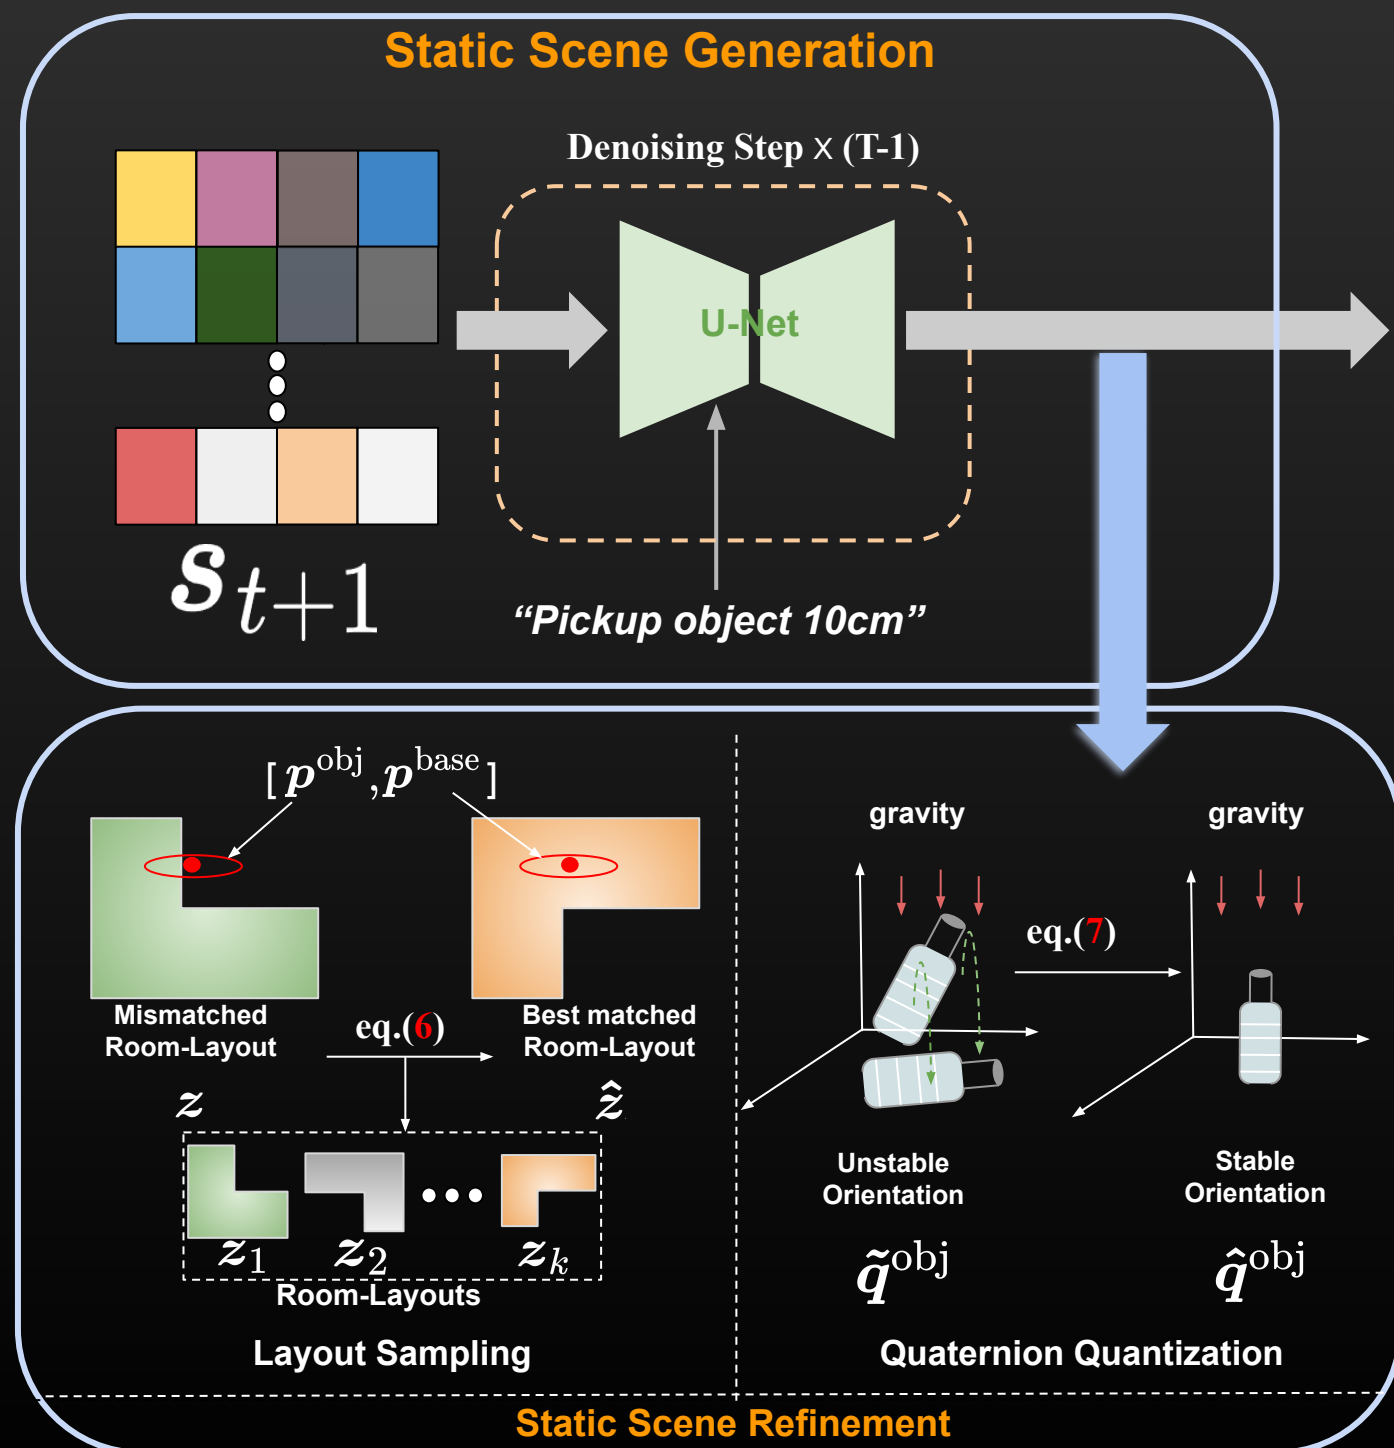 Static Scene Generation
Denoising Step × (T-1)
U-Net
s_{t+1}
“Pickup object 10cm”
[p^{obj}, p^{base}]
gravity
gravity
eq.(7)
Mismatched
Room-Layout
eq.(6)
Best matched
Room-Layout
z
ẑ
Unstable
Orientation
Stable
Orientation
z_1
z_2
z_k
Room-Layouts
q̃^{obj}
q̂^{obj}
Layout Sampling
Quaternion Quantization
Static Scene Refinement